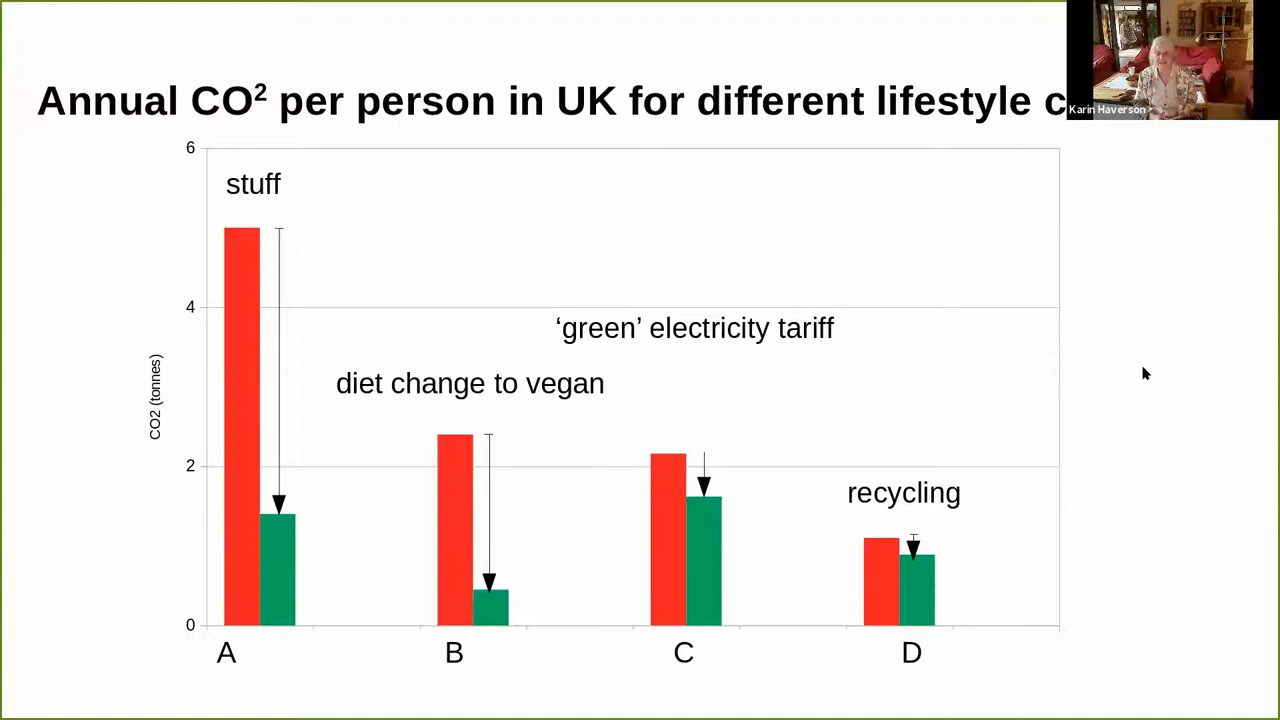 Annual CO² per person in UK for different lifestyle c
Karin Haverson
6
stuff
4
‘green’ electricity tariff
diet change to vegan
CO2 (tonnes)
2
recycling
0
A B C D